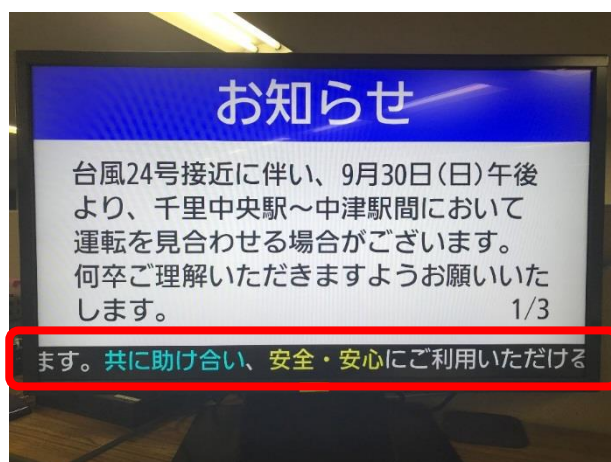 お知らせ
台風24号接近に伴い、9月30日(日)午後
より、千里中央駅～中津駅間において
運転を見合わせる場合がございます。
何卒ご理解いただきますようお願いいた
します。 1/3
ます。共に助け合い、安全・安心にご利用いただける